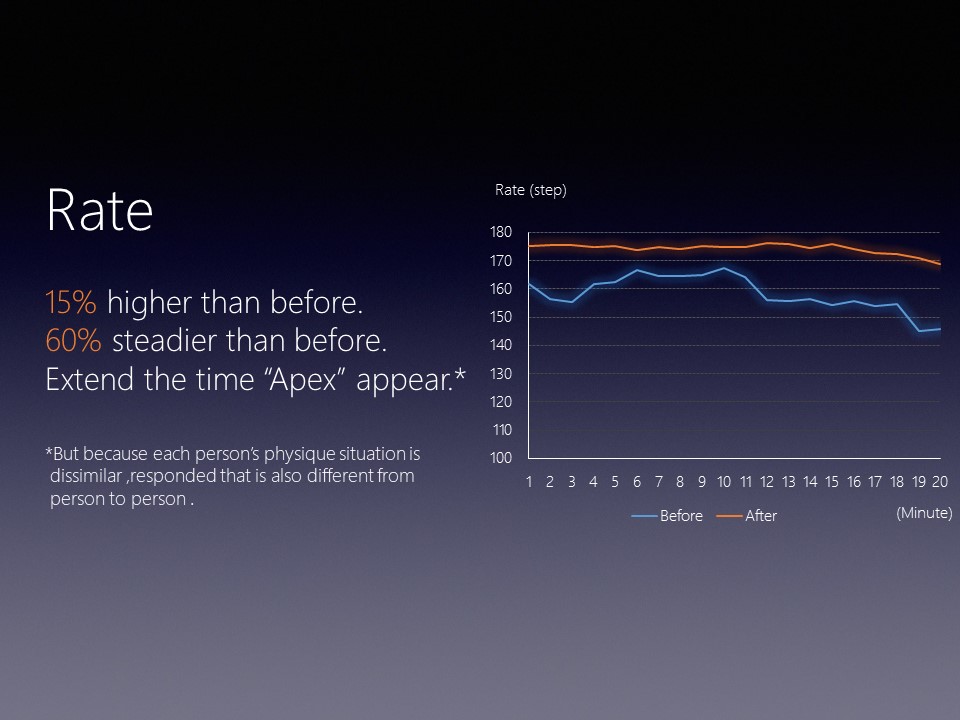 Rate
15% higher than before.
60% steadier than before.
Extend the time “Apex” appear.*
*But because each person’s physique situation is
dissimilar ,responded that is also different from
person to person .
Rate (step)
180
170
160
150
140
130
120
110
100
1 2 3 4 5 6 7 8 9 10 11 12 13 14 15 16 17 18 19 20
Before After
(Minute)